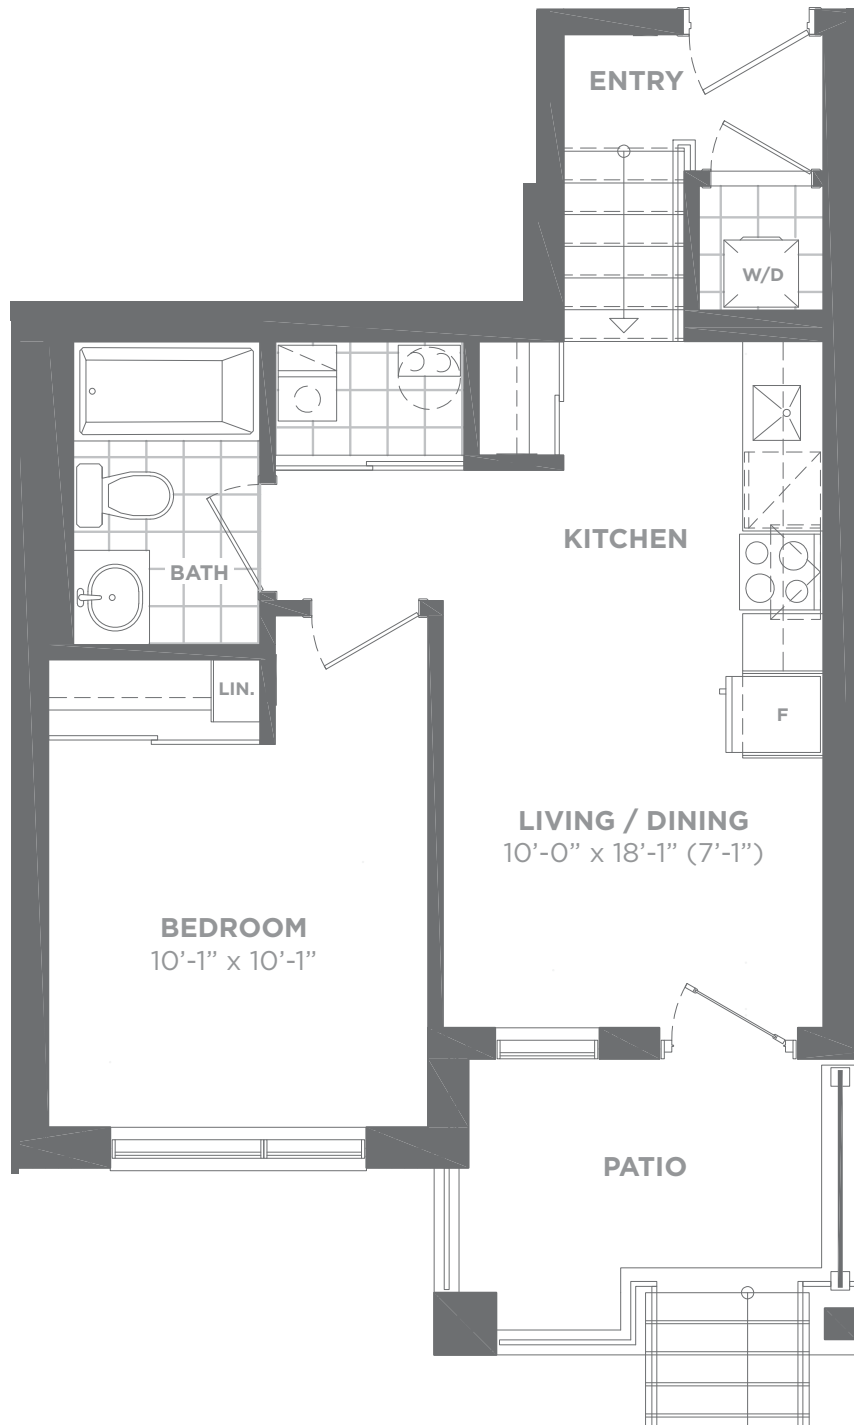 ENTRY
W/D
KITCHEN
BATH
LIN.
F
LIVING / DINING
10’-0” x 18’-1” (7’-1”)
BEDROOM
10’-1” x 10’-1”
PATIO